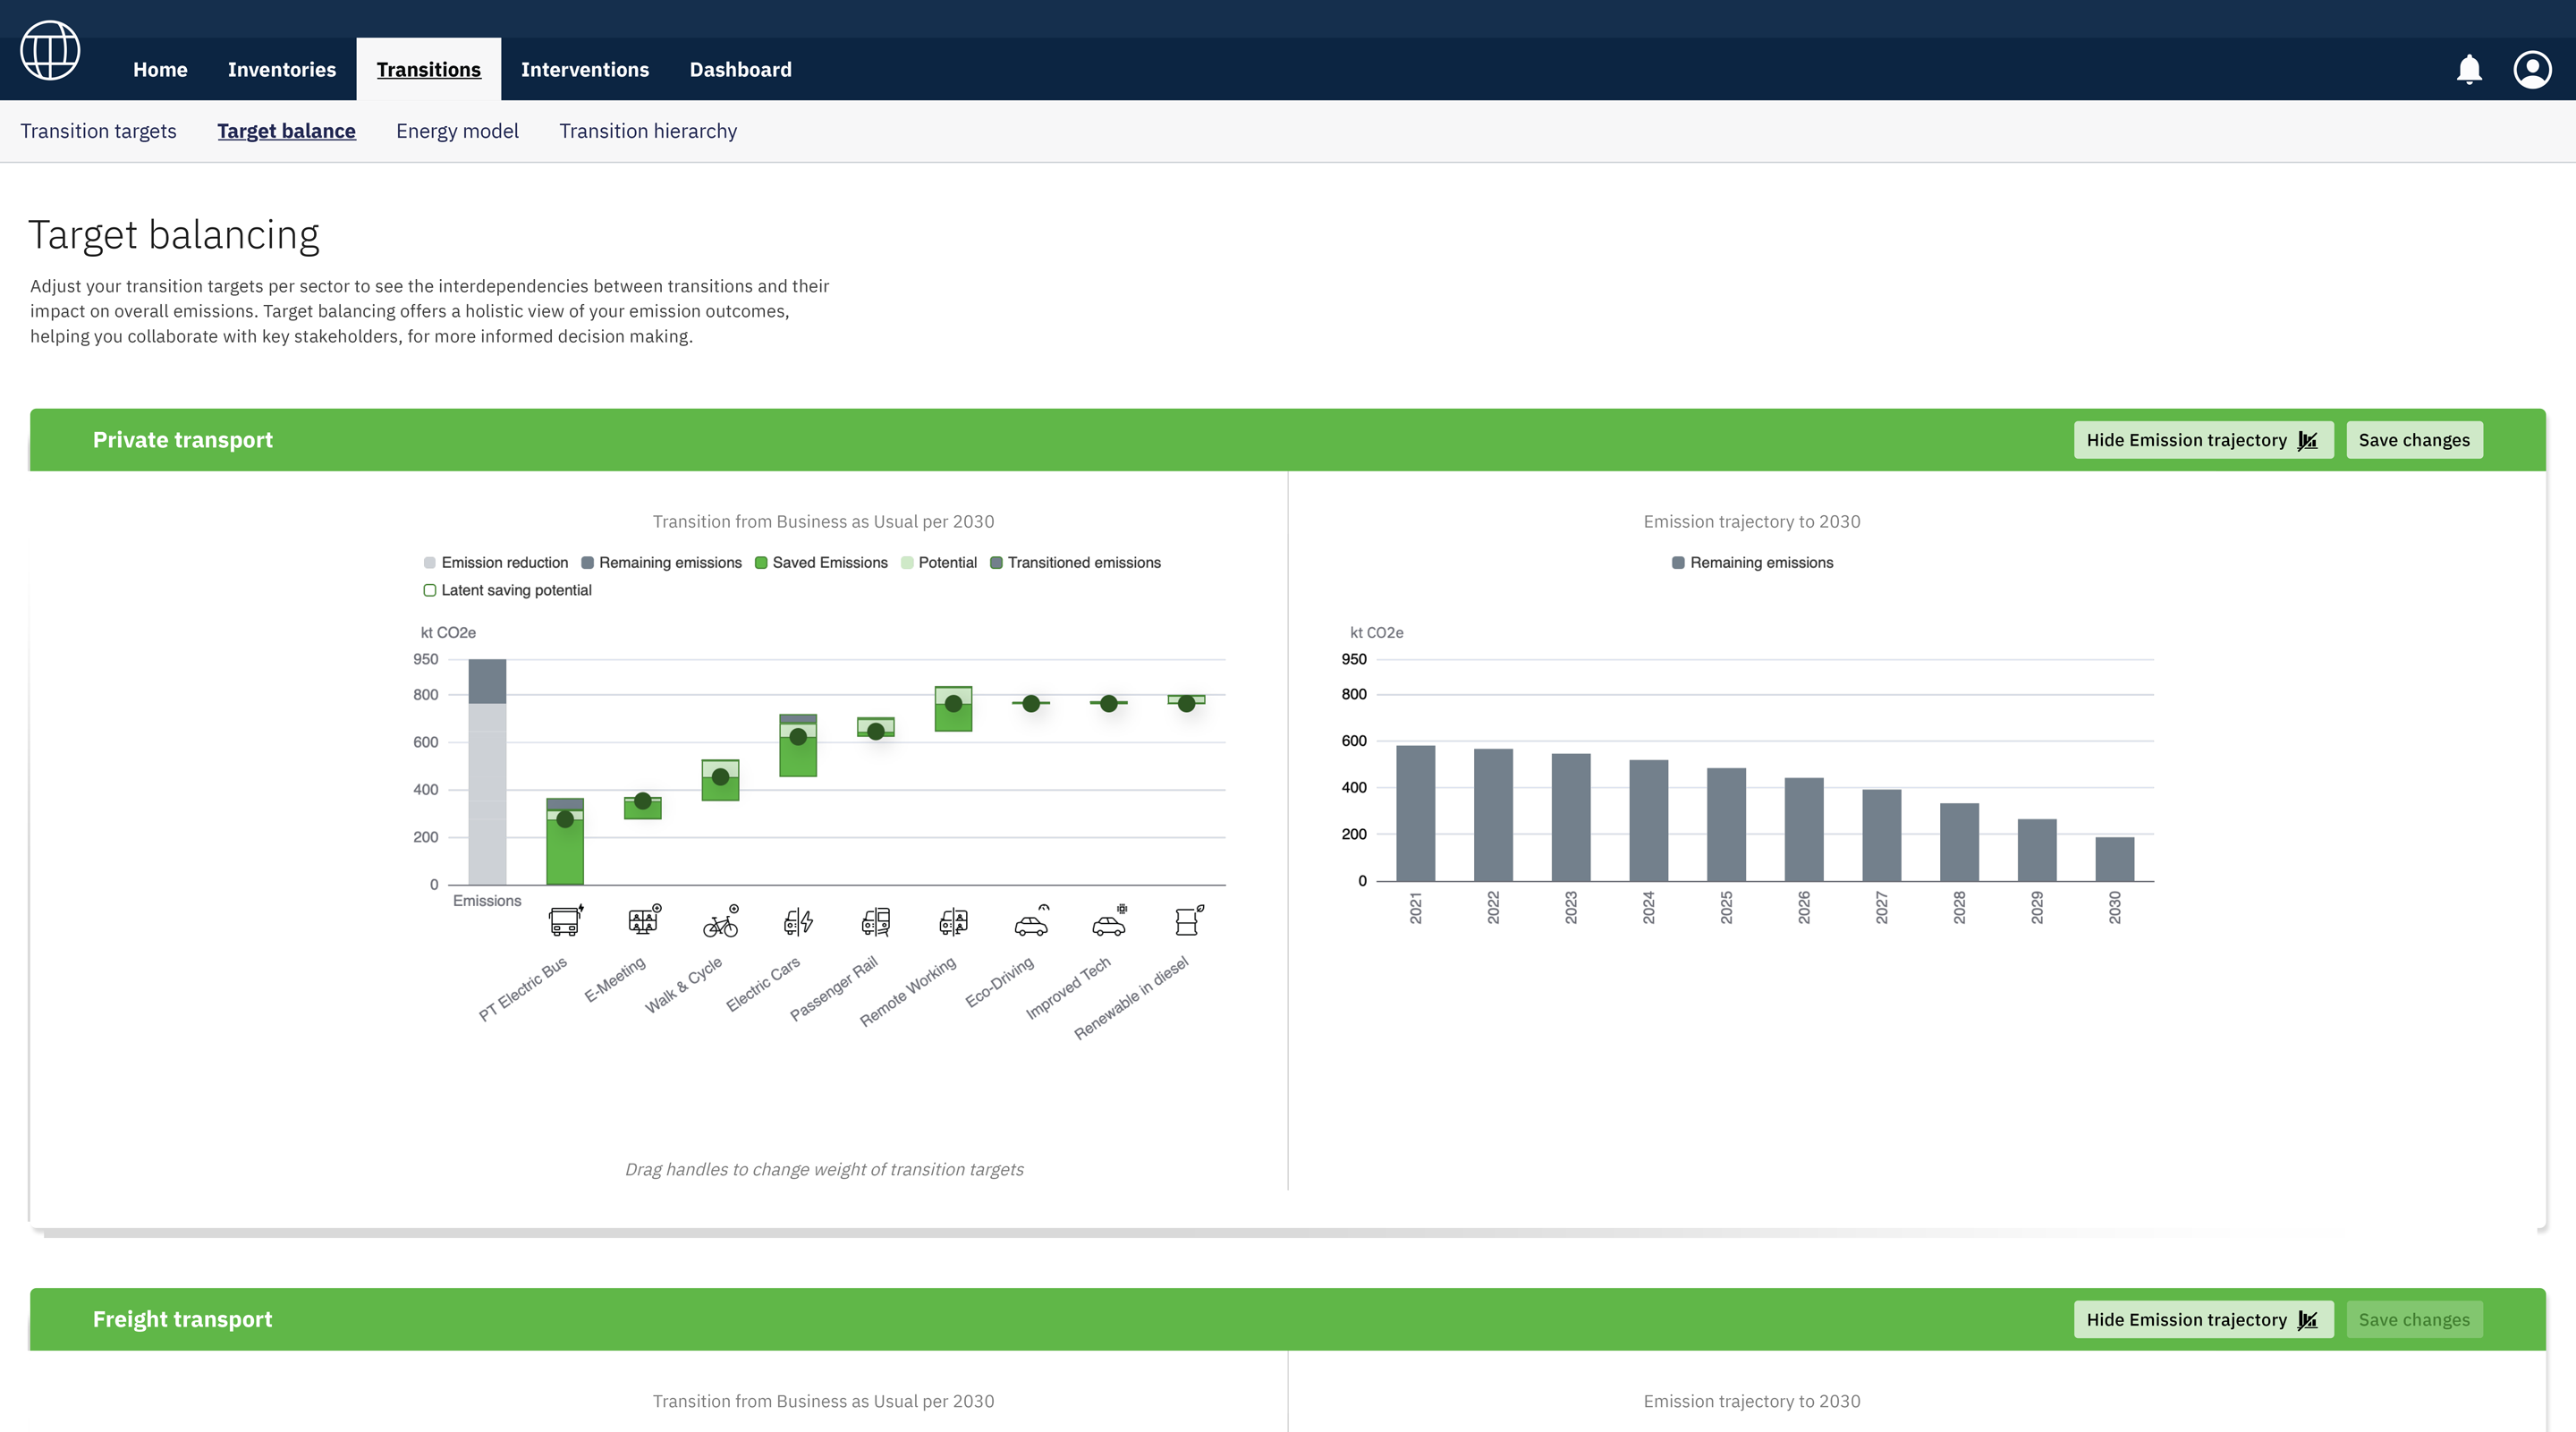 Home Inventories Transitions Interventions Dashboard
Transition targets Target balance Energy model Transition hierarchy
Target balancing
Adjust your transition targets per sector to see the interdependencies between transitions and their
impact on overall emissions. Target balancing offers a holistic view of your emission outcomes,
helping you collaborate with key stakeholders, for more informed decision making.
Private transport Hide Emission trajectory Save changes
Transition from Business as Usual per 2030
Emission reduction Remaining emissions Saved Emissions Potential Transitioned emissions
Latent saving potential
kt CO2e
950
800
600
400
200
0
Emissions
PT Electric Bus
E-Meeting
Walk & Cycle
Electric Cars
Passenger Rail
Remote Working
Eco-Driving
Improved Tech
Renewable in diesel
Drag handles to change weight of transition targets
Emission trajectory to 2030
Remaining emissions
kt CO2e
950
800
600
400
200
0
2021
2022
2023
2024
2025
2026
2027
2028
2029
2030
Freight transport Hide Emission trajectory Save changes
Transition from Business as Usual per 2030
Emission trajectory to 2030